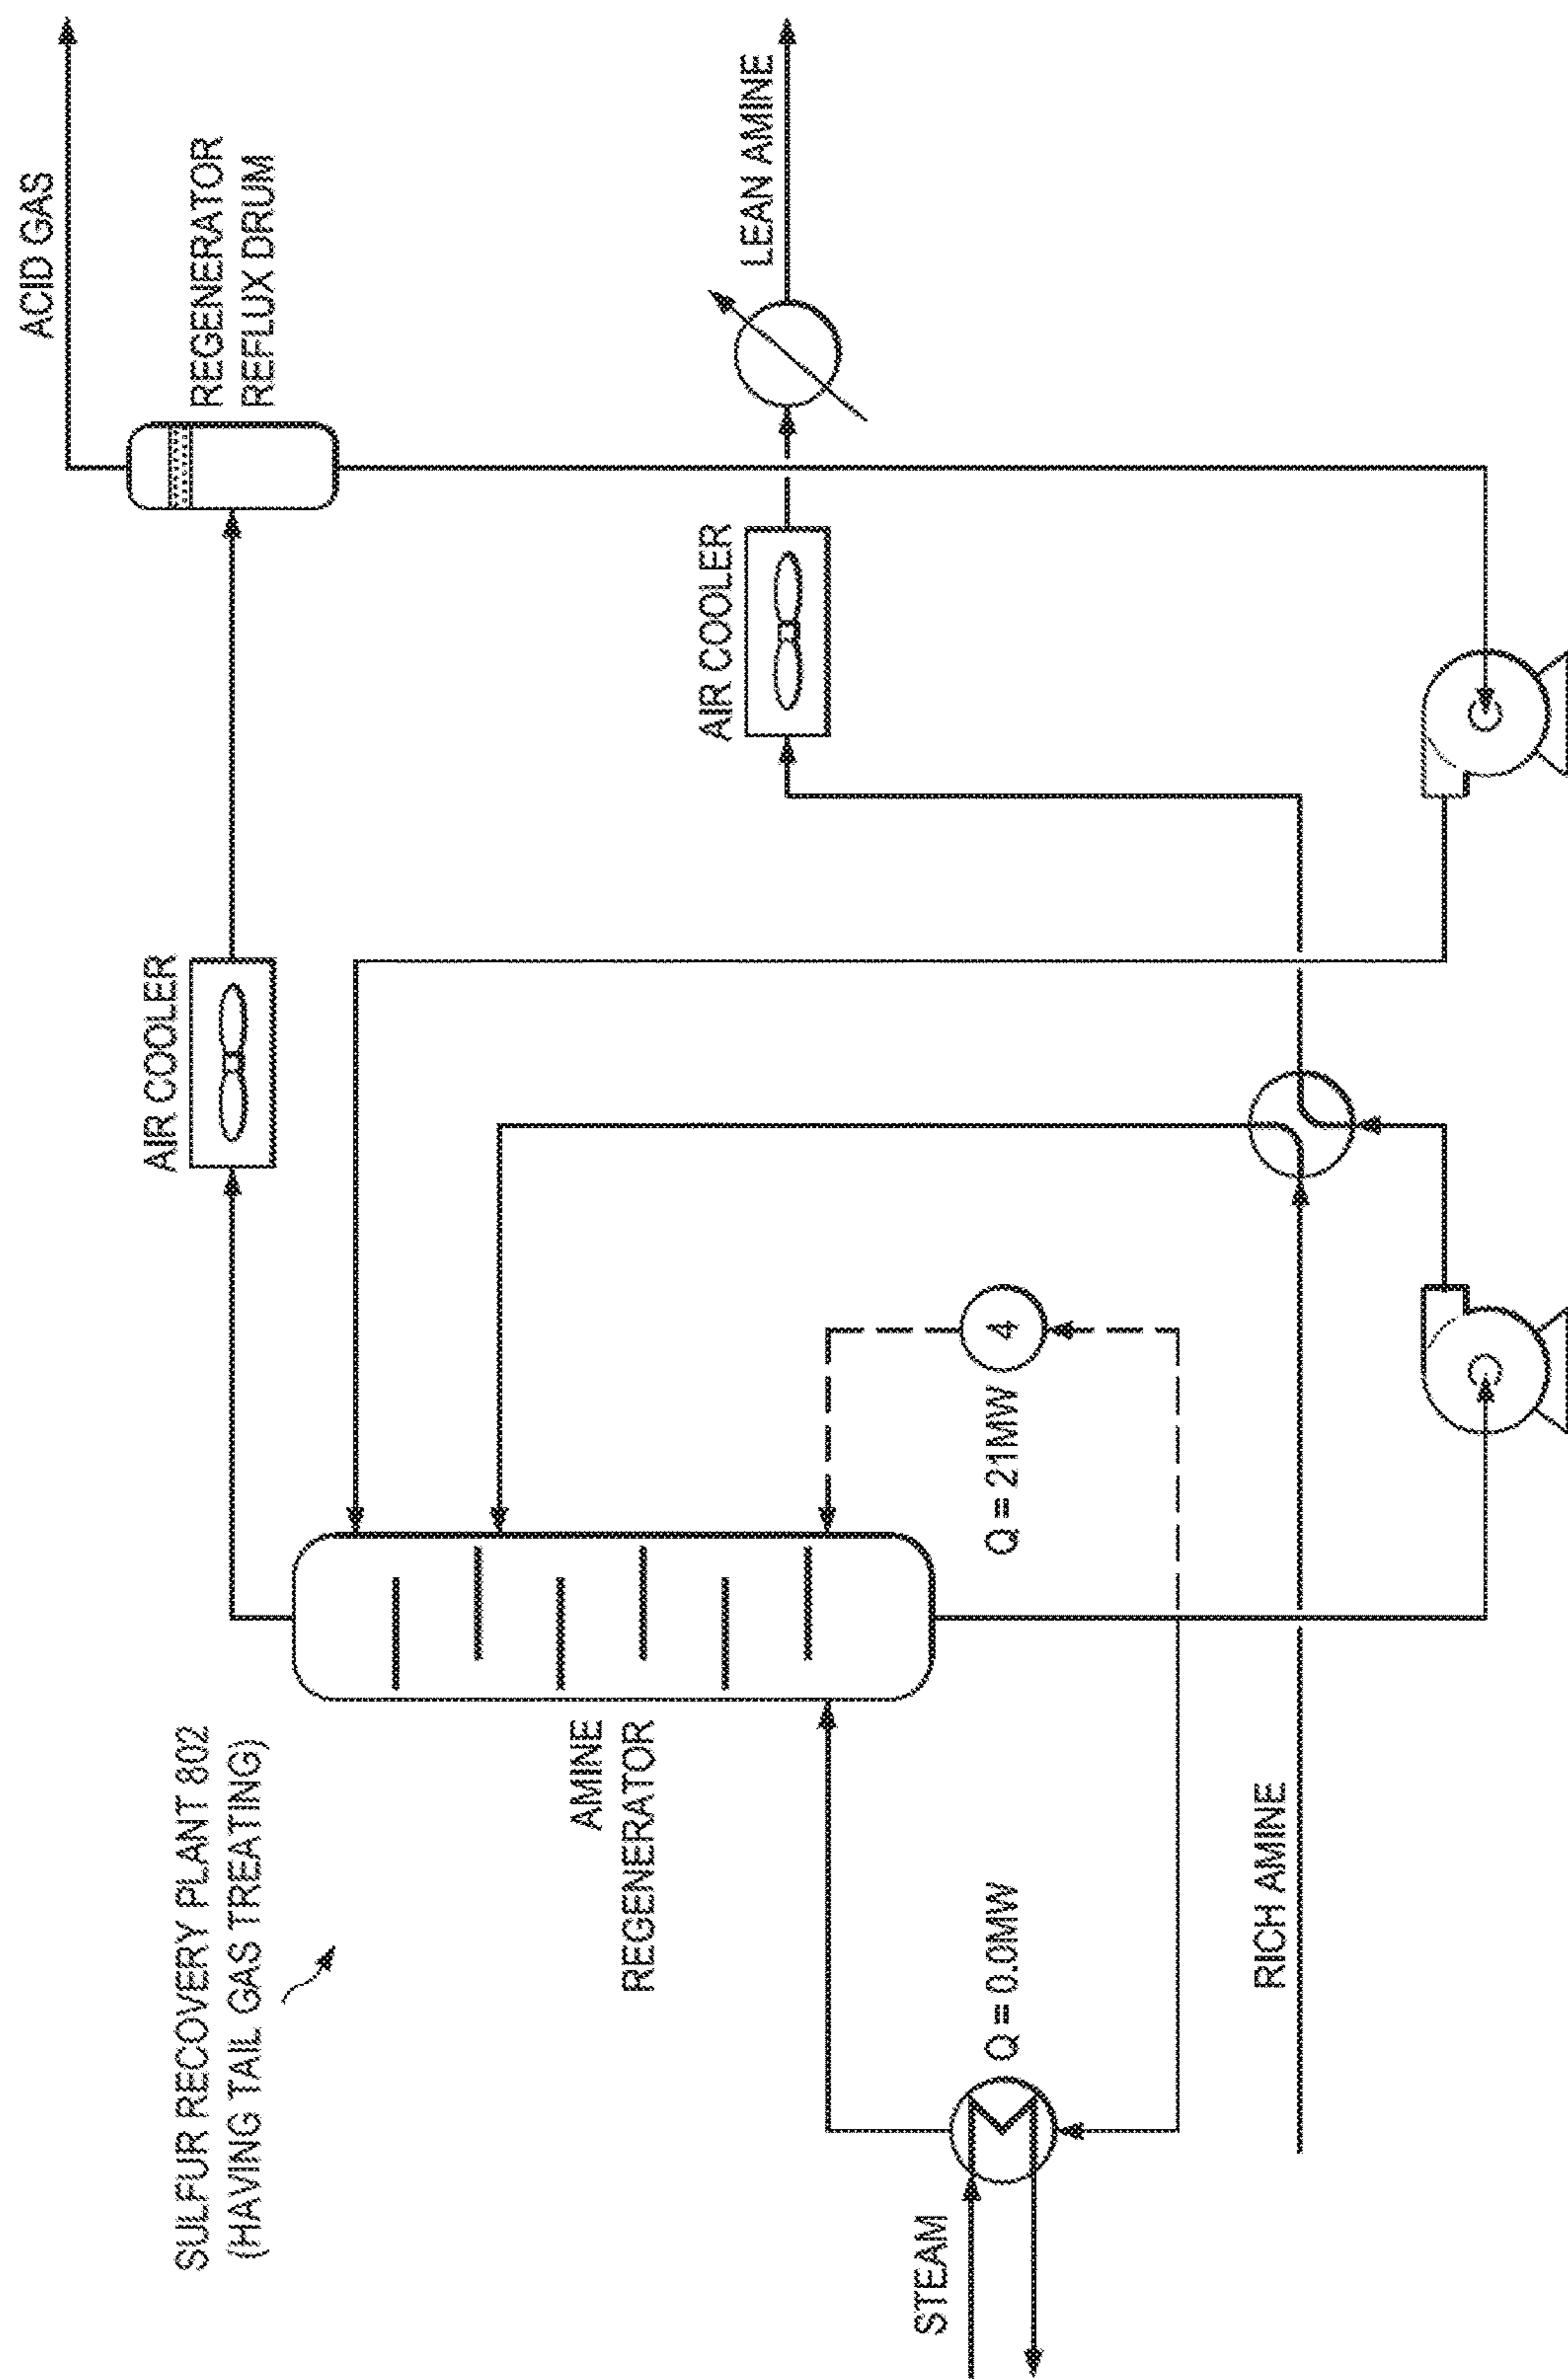 SULFUR RECOVERY PLANT 802
(HAVING TAIL GAS TREATING)
AIR COOLER
ACID GAS
REGENERATOR
REFLUX DRUM
AMINE
REGENERATOR
AIR COOLER
LEAN AMINE
STEAM
Q = 0.0MW
Q = 21MW
4
RICH AMINE